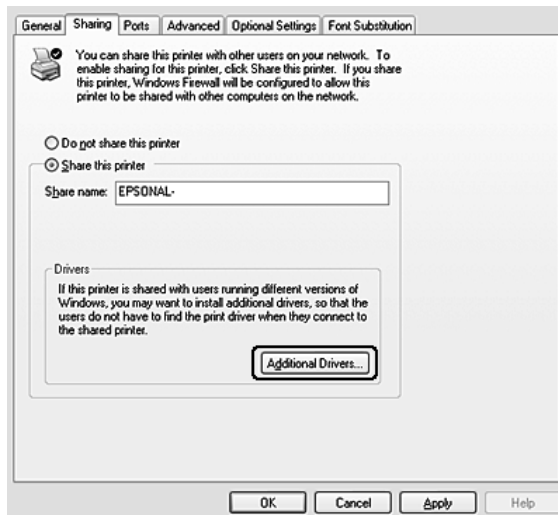 General Sharing Ports Advanced Optional Settings Font Substitution
You can share this printer with other users on your network. To
enable sharing for this printer, click Share this printer. If you share
this printer, Windows Firewall will be configured to allow this
printer to be shared with other computers on the network.
Do not share this printer
Share this printer
Share name: EPSONAL-
Drivers
If this printer is shared with users running different versions of
Windows, you may want to install additional drivers, so that the
users do not have to find the print driver when they connect to
the shared printer.
Additional Drivers...
OK Cancel Apply Help